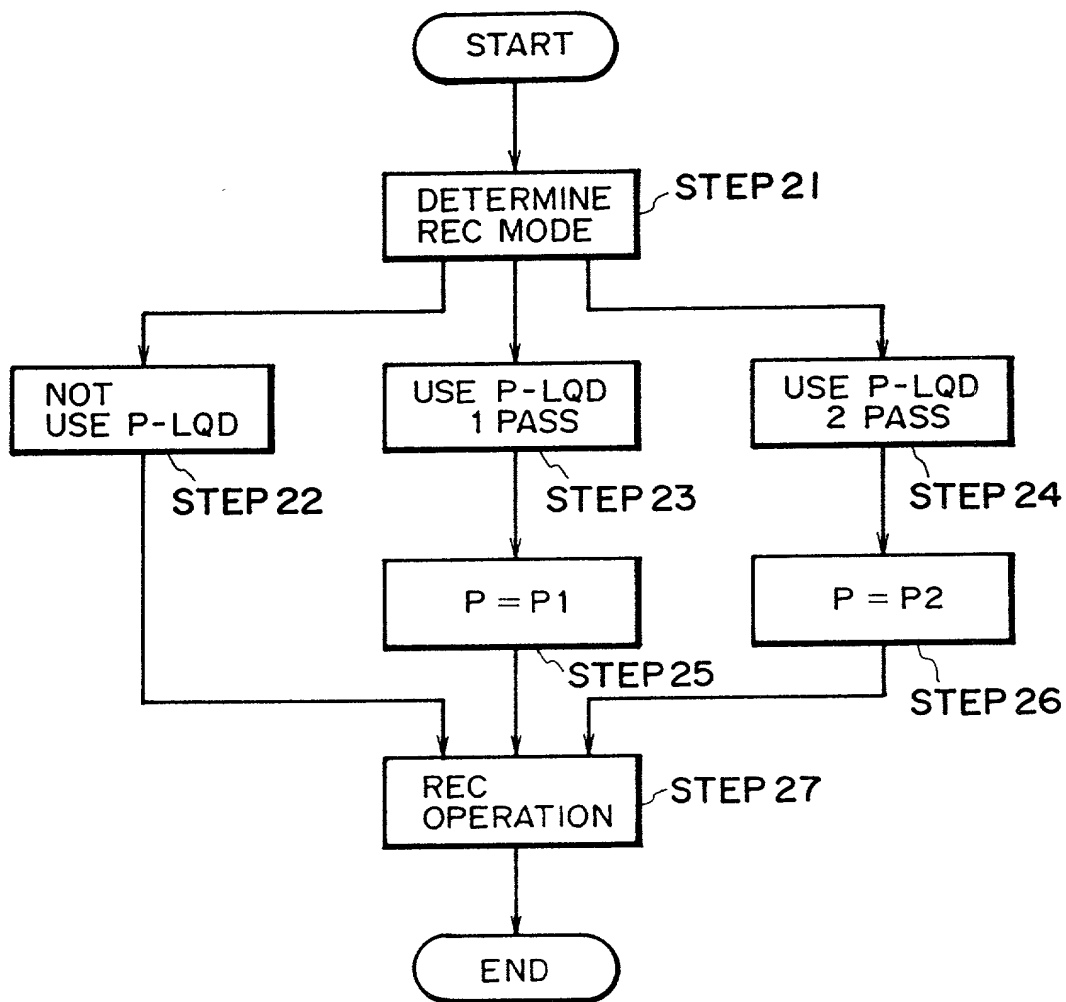 START
DETERMINE
REC MODE
STEP 21
NOT
USE P-LQD
STEP 22
USE P-LQD
1 PASS
STEP 23
USE P-LQD
2 PASS
STEP 24
P = P1
STEP 25
P = P2
STEP 26
REC
OPERATION
STEP 27
END